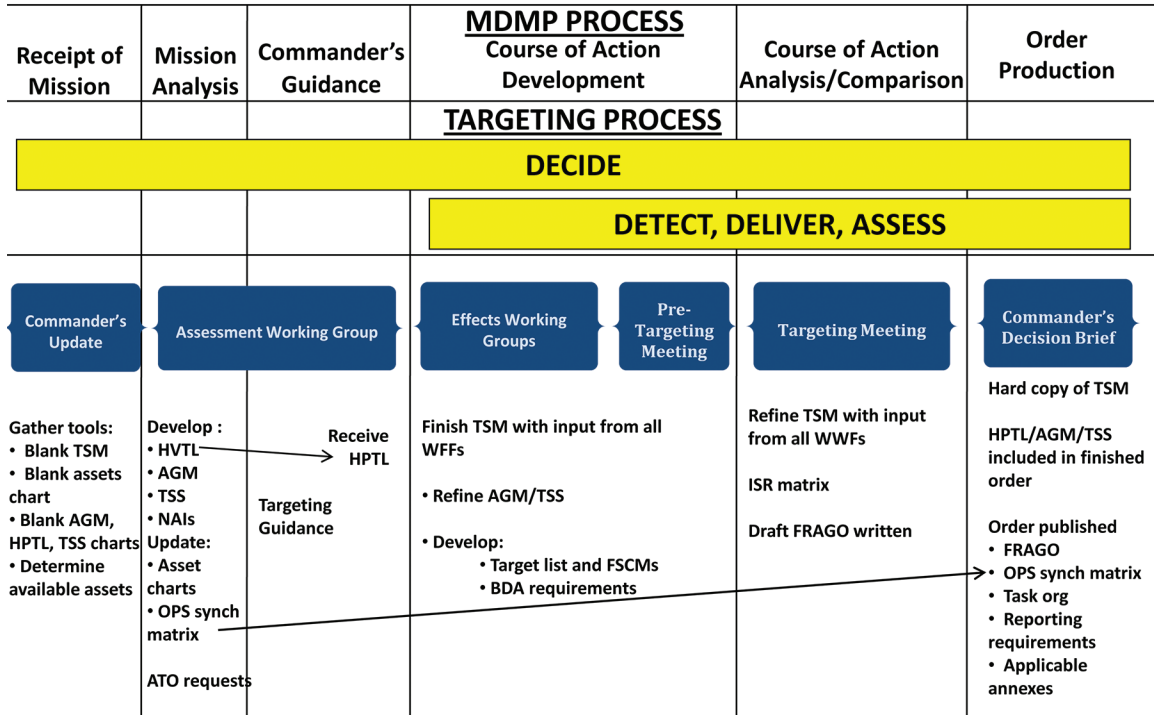 MDMP PROCESS
Receipt of
Mission
Mission
Analysis
Commander's
Guidance
Course of Action
Development
Course of Action
Analysis/Comparison
Order
Production
TARGETING PROCESS
DECIDE
DETECT, DELIVER, ASSESS
Commander's
Update
Assessment Working Group
Effects Working
Groups
Pre-
Targeting
Meeting
Targeting Meeting
Commander's
Decision Brief
Gather tools:
• Blank TSM
• Blank assets
chart
• Blank AGM,
HPTL, TSS charts
• Determine
available assets
Develop :
• HVTL
• AGM
• TSS
• NAIs
Update:
• Asset
charts
• OPS synch
matrix
ATO requests
Receive
HPTL
Targeting
Guidance
Finish TSM with input from all
WFFs
• Refine AGM/TSS
• Develop:
• Target list and FSCMs
• BDA requirements
Refine TSM with input
from all WWFs
ISR matrix
Draft FRAGO written
Hard copy of TSM
HPTL/AGM/TSS
included in finished
order
Order published
• FRAGO
• OPS synch matrix
• Task org
• Reporting
requirements
• Applicable
annexes